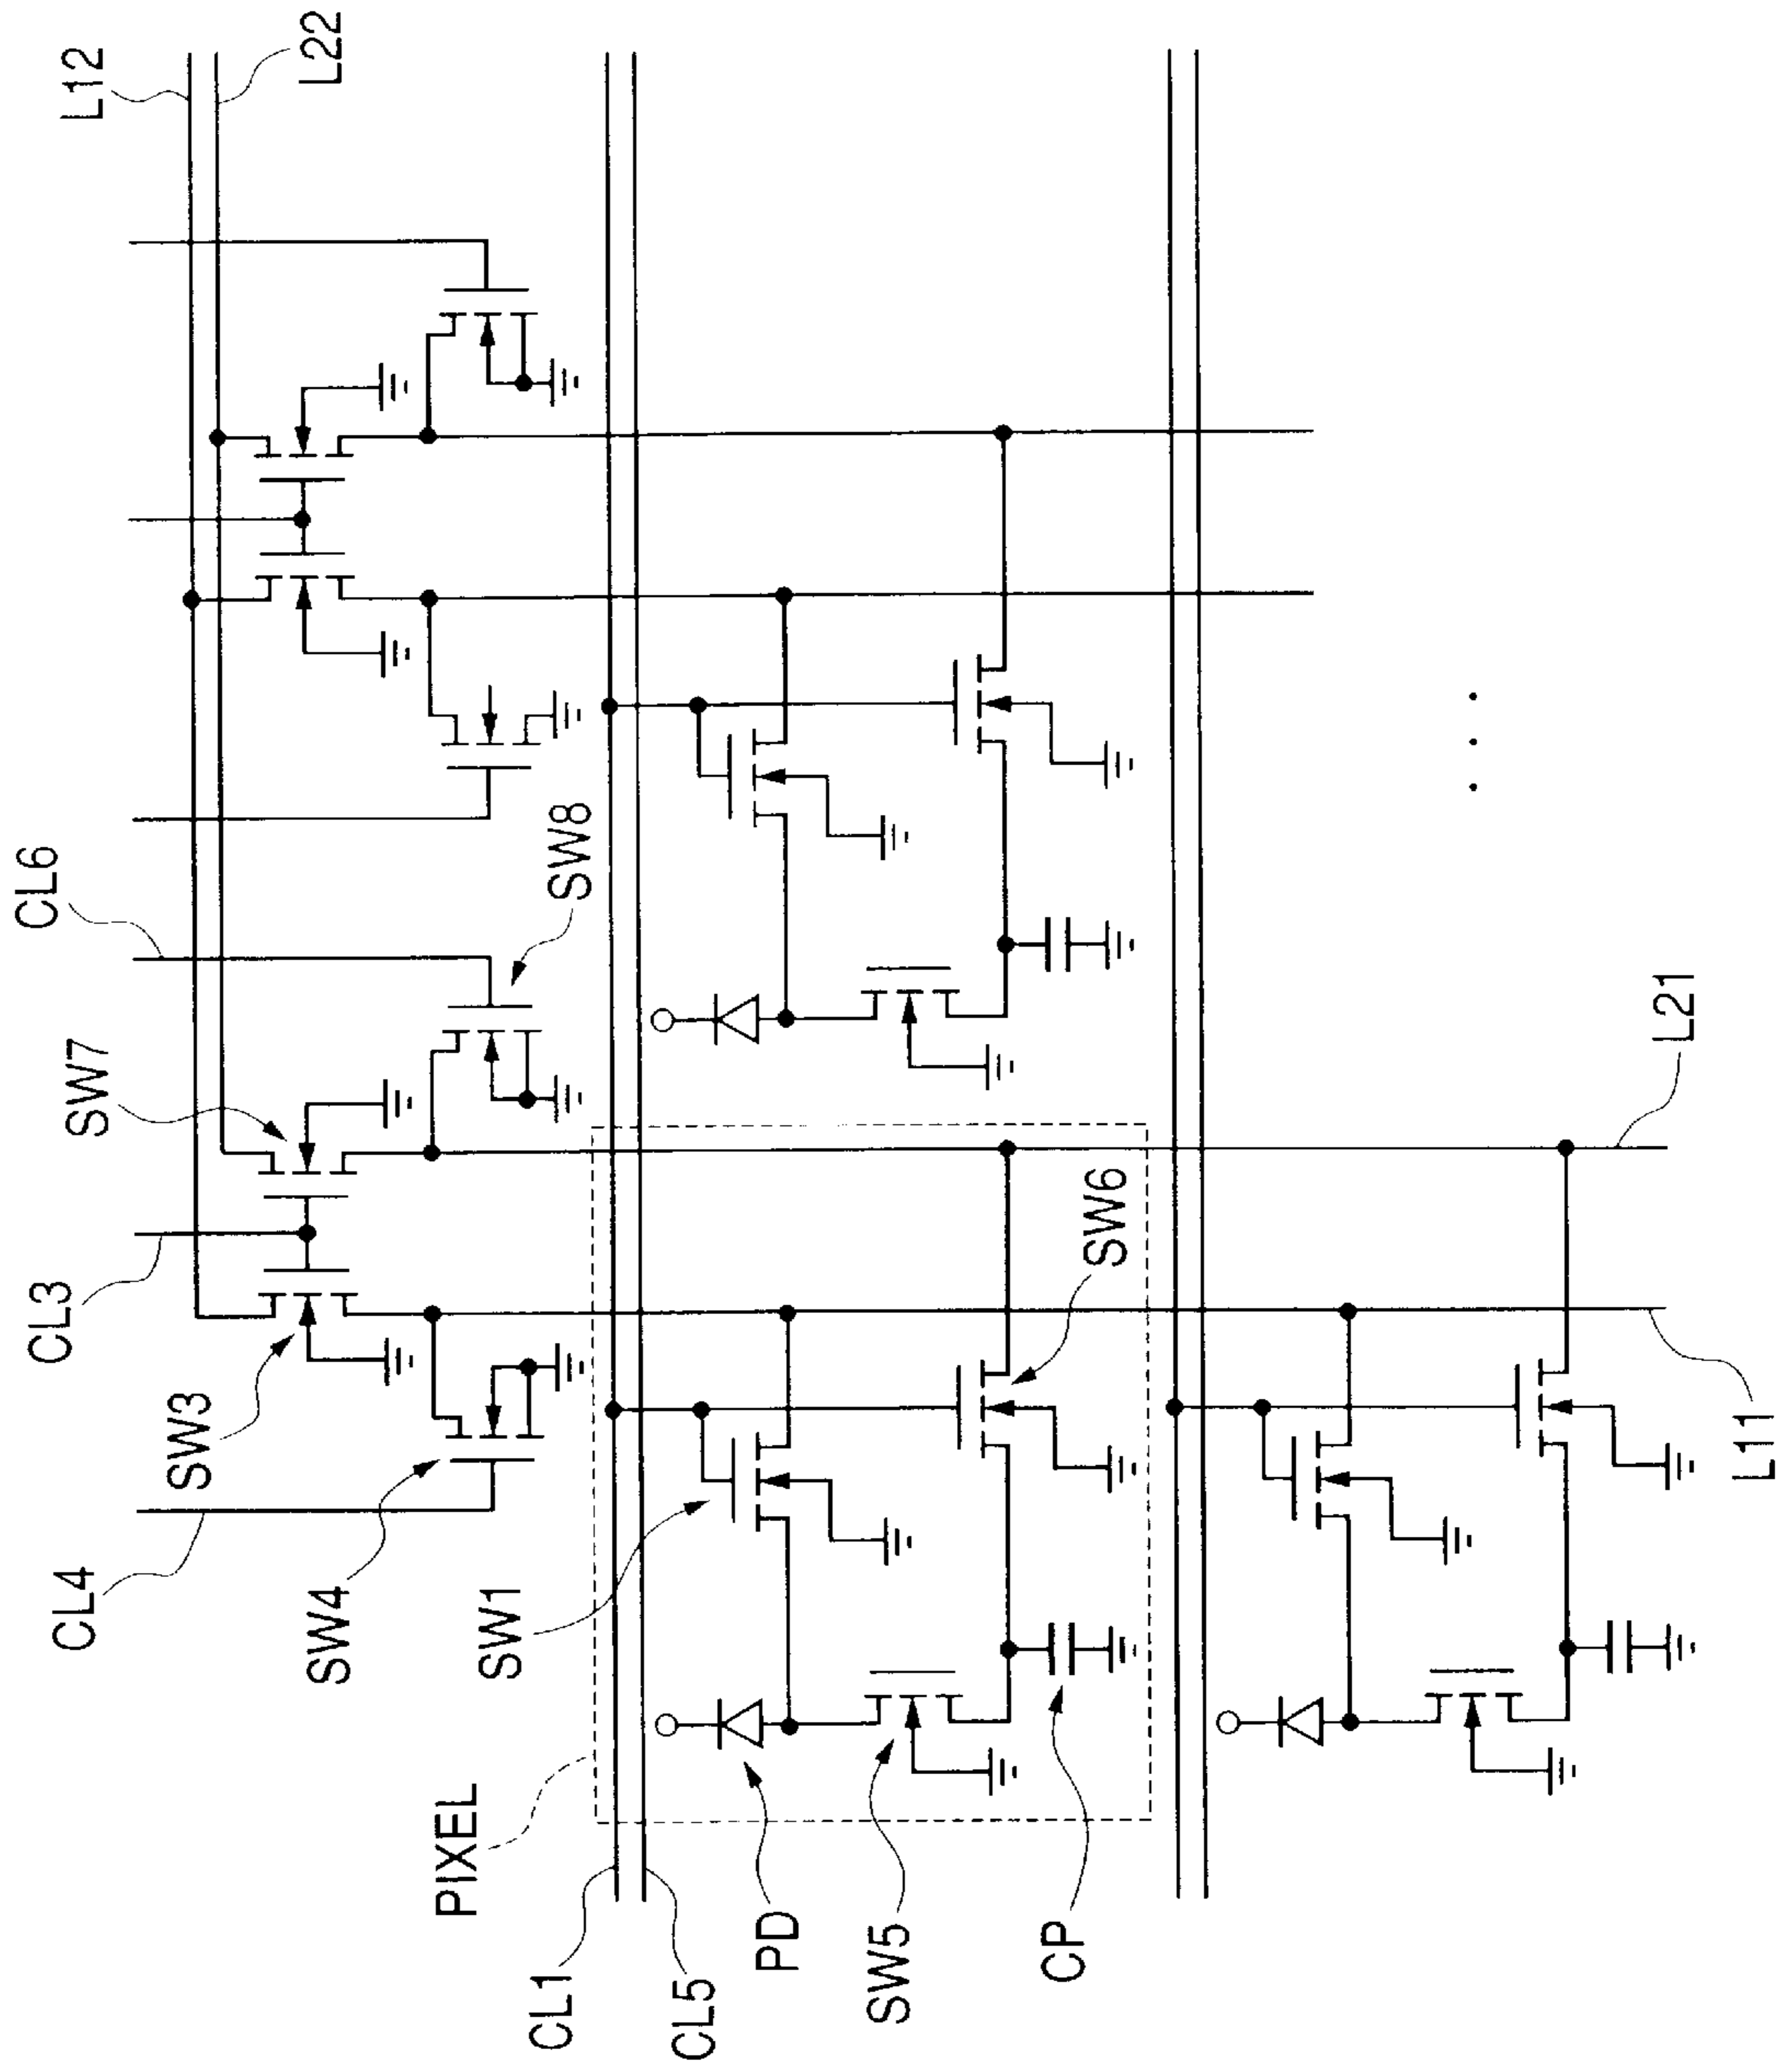 L12
L22
CL6
SW8
SW7
CL3
SW3
CL4
SW4
SW1
SW6
L21
L11
PIXEL
CL1
CL5
PD
SW5
CP